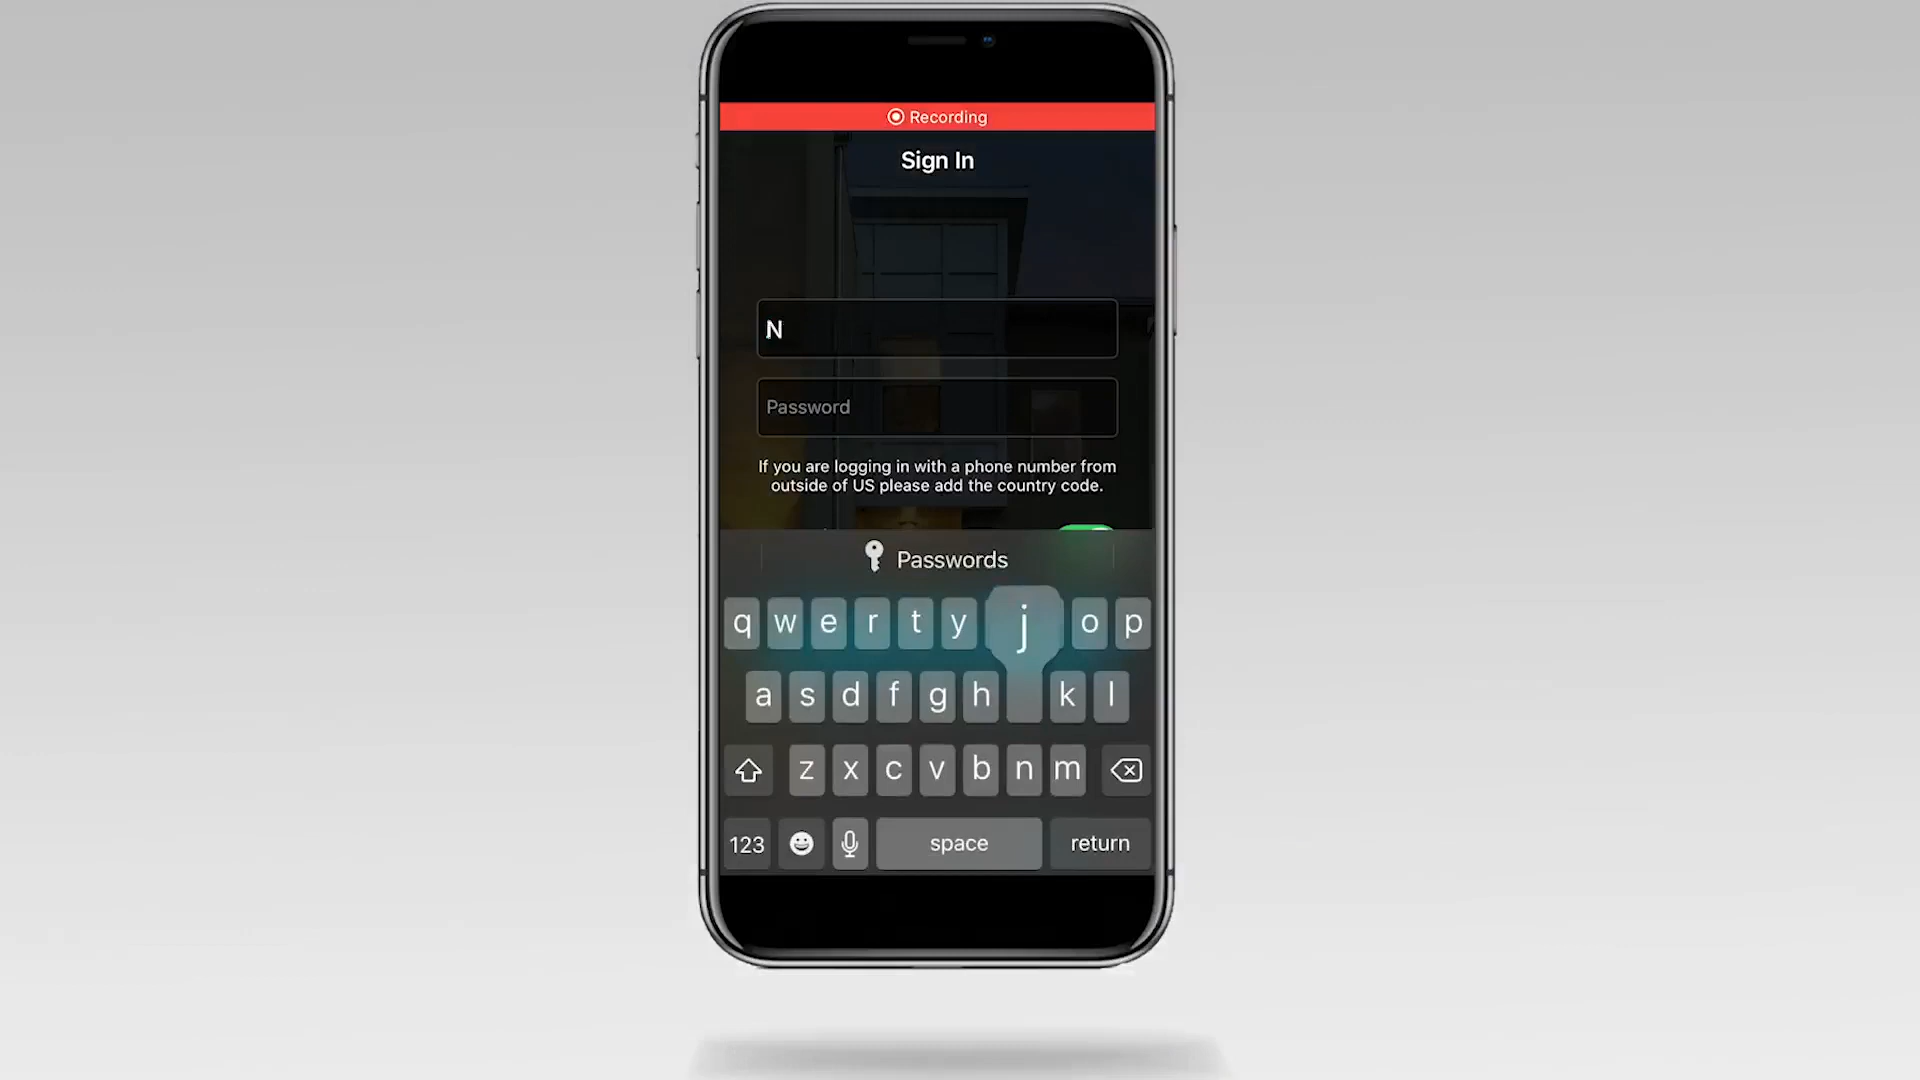 Recording
Sign In
N
Password
If you are logging in with a phone number from
outside of US please add the country code.
Passwords
q w e r t y j o p
a s d f g h k l
z x c v b n m
123 space return